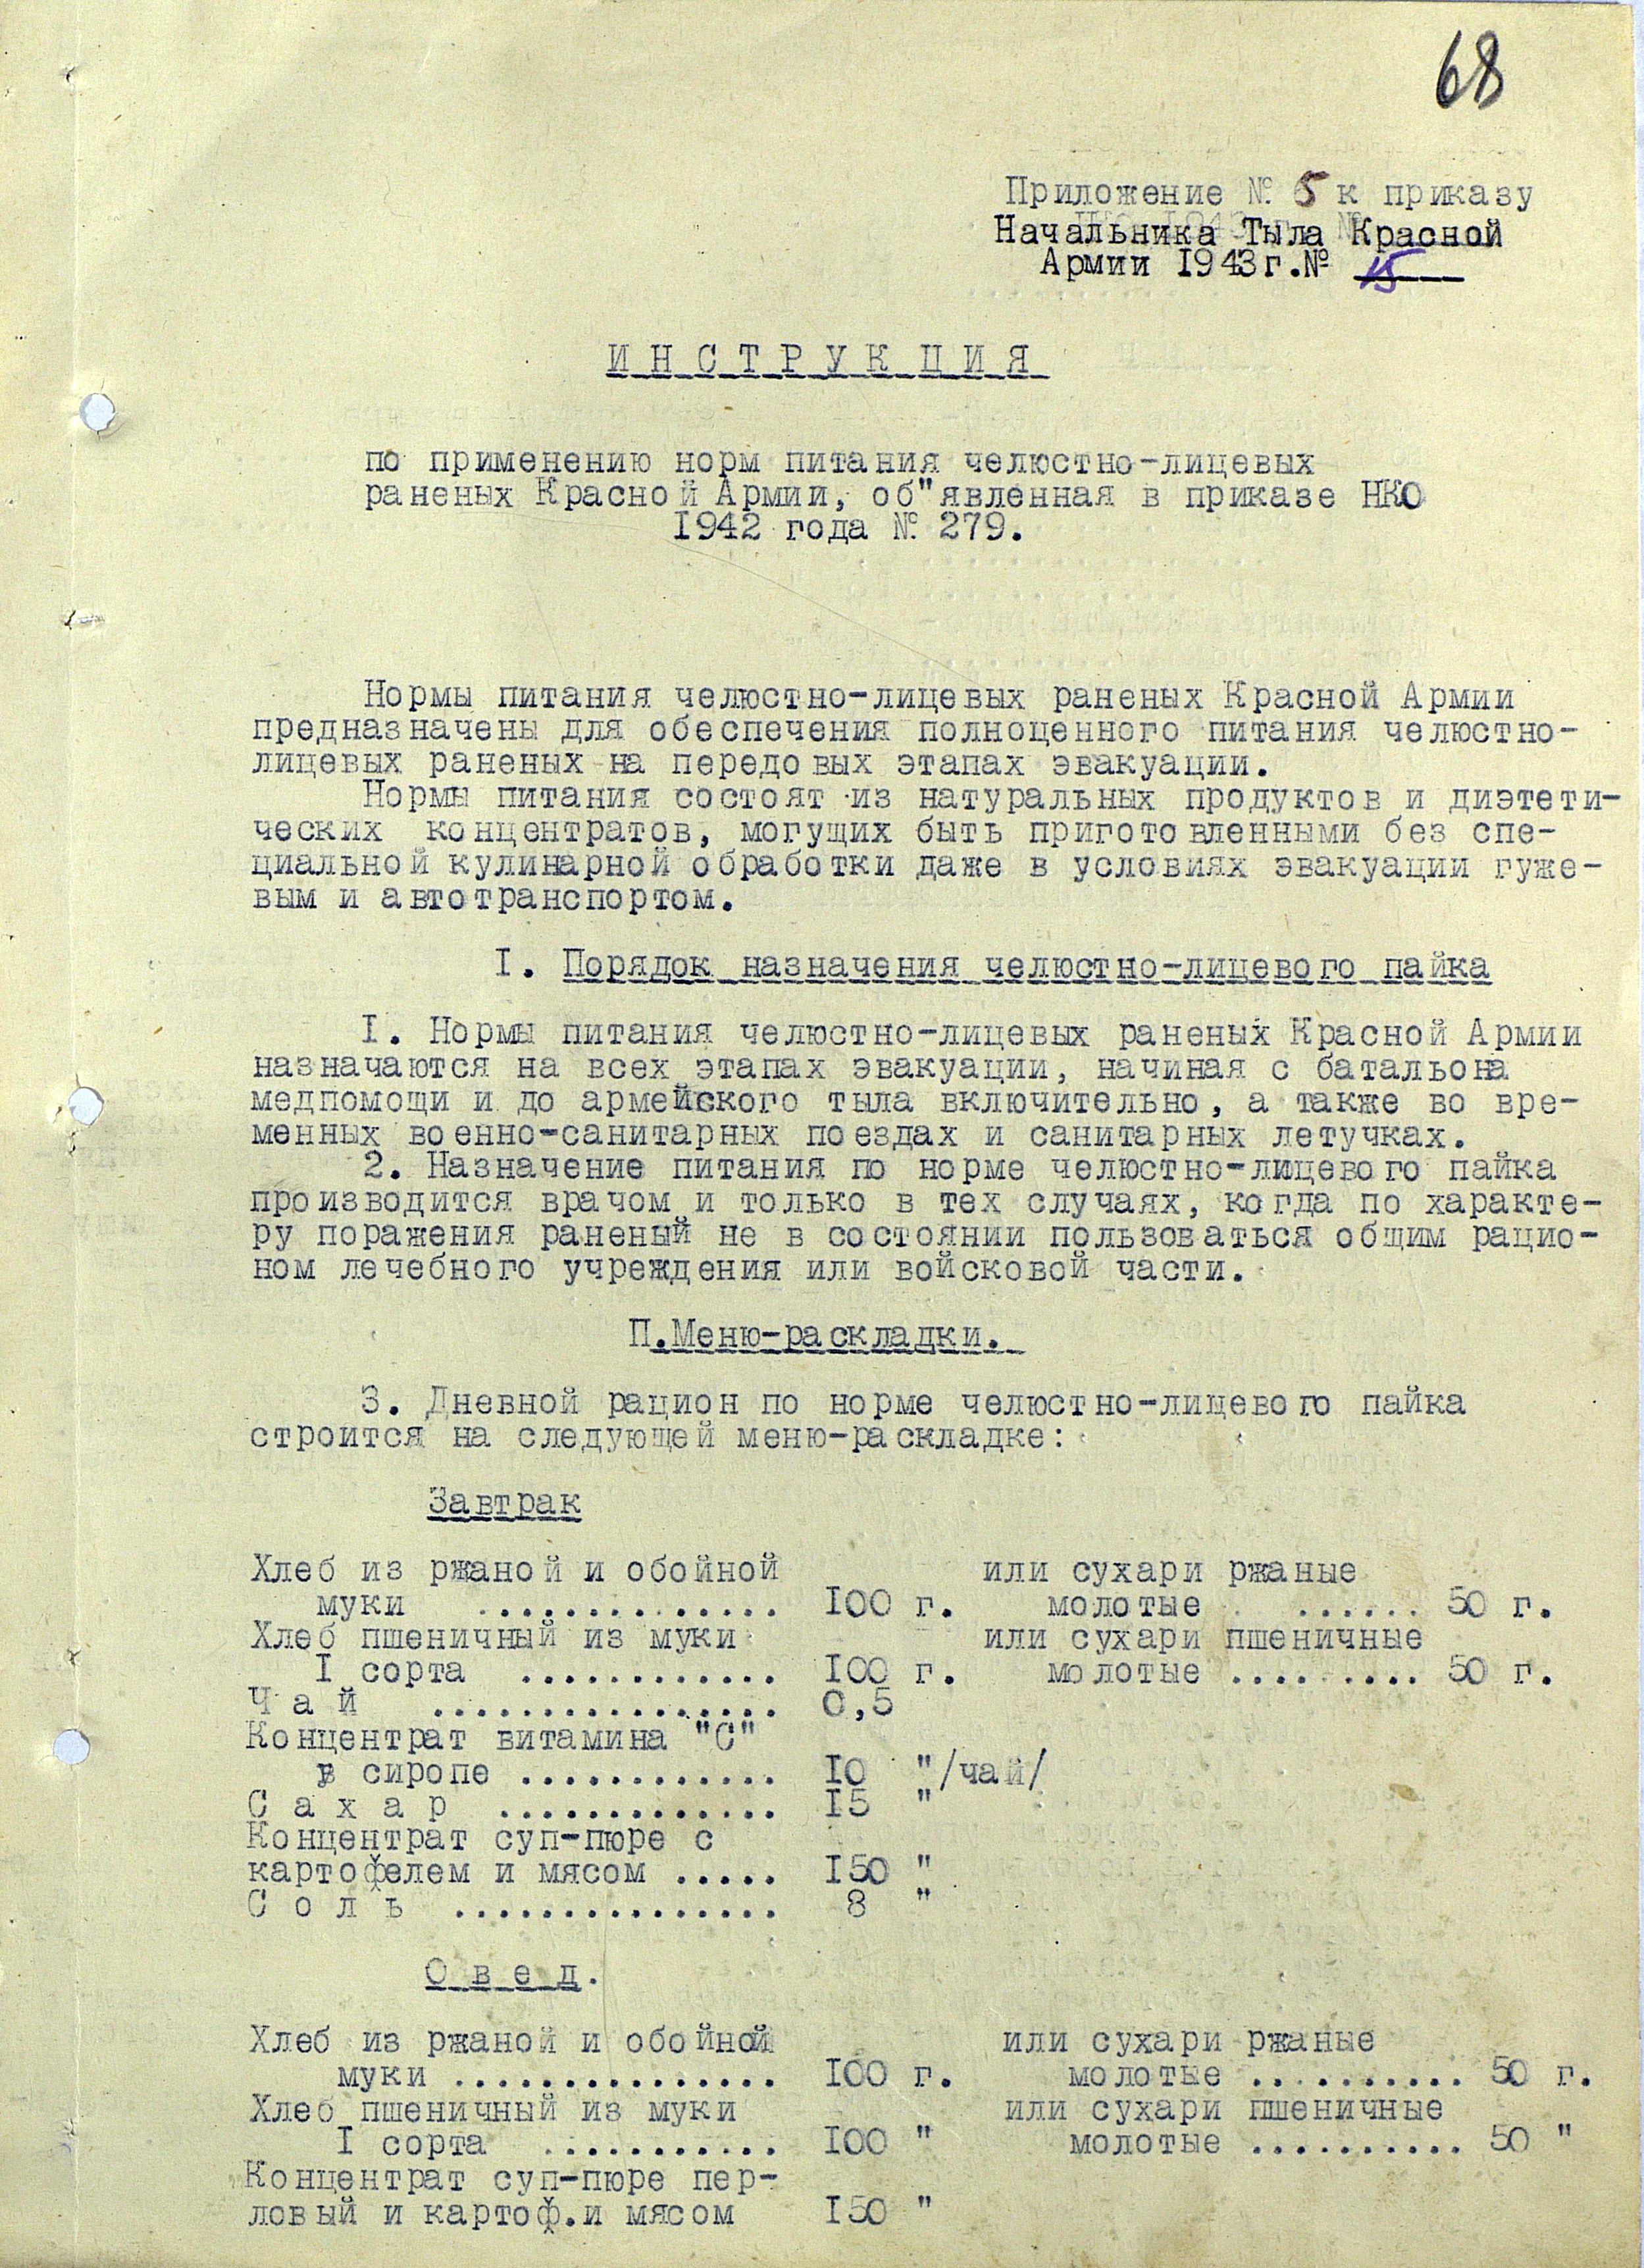 68
Приложение № 5 к приказу
Начальника Тыла Красной
Армии 1943г.№ 15
И Н С Т Р У К Ц И Я
по применению норм питания челюстно-лицевых
раненых Красной Армии, об"явленная в приказе НКО
1942 года № 279.
Нормы питания челюстно-лицевых раненых Красной Армии
предназначены для обеспечения полноценного питания челюстно-
лицевых раненых на передовых этапах эвакуации.
Нормы питания состоят из натуральных продуктов и диэтети-
ческих концентратов, могущих быть приготовленными без спе-
циальной кулинарной обработки даже в условиях эвакуации гуже-
вым и автотранспортом.
I. Порядок назначения челюстно-лицевого пайка
I. Нормы питания челюстно-лицевых раненых Красной Армии
назначаются на всех этапах эвакуации, начиная с батальона
медпомощи и до армейского тыла включительно, а также во вре-
менных военно-санитарных поездах и санитарных летучках.
2. Назначение питания по норме челюстно-лицевого пайка
производится врачом и только в тех случаях, когда по характе-
ру поражения раненый не в состоянии пользоваться общим рацио-
ном лечебного учреждения или войсковой части.
П.Меню-раскладки.
3. Дневной рацион по норме челюстно-лицевого пайка
строится на следующей меню-раскладке:
Завтрак
Хлеб из ржаной и обойной или сухари ржаные
муки .............. 100 г. молотые ...... 50 г.
Хлеб пшеничный из муки или сухари пшеничные
I сорта ............ 100 г. молотые ......... 50 г.
Ч а й ................ 0,5
Концентрат витамина "С"
в сиропе ............ 10 "/чай/
С а х а р ............. 15 "
Концентрат суп-пюре с
картофелем и мясом ..... 150 "
С о л ь ............... 8 "
О в е д.
Хлеб из ржаной и обойной или сухари ржаные
муки ............... 100 г. молотые .......... 50 г.
Хлеб пшеничный из муки или сухари пшеничные
I сорта ........... 100 " молотые .......... 50 "
Концентрат суп-пюре пер-
ловый и картоф.и мясом 150 "